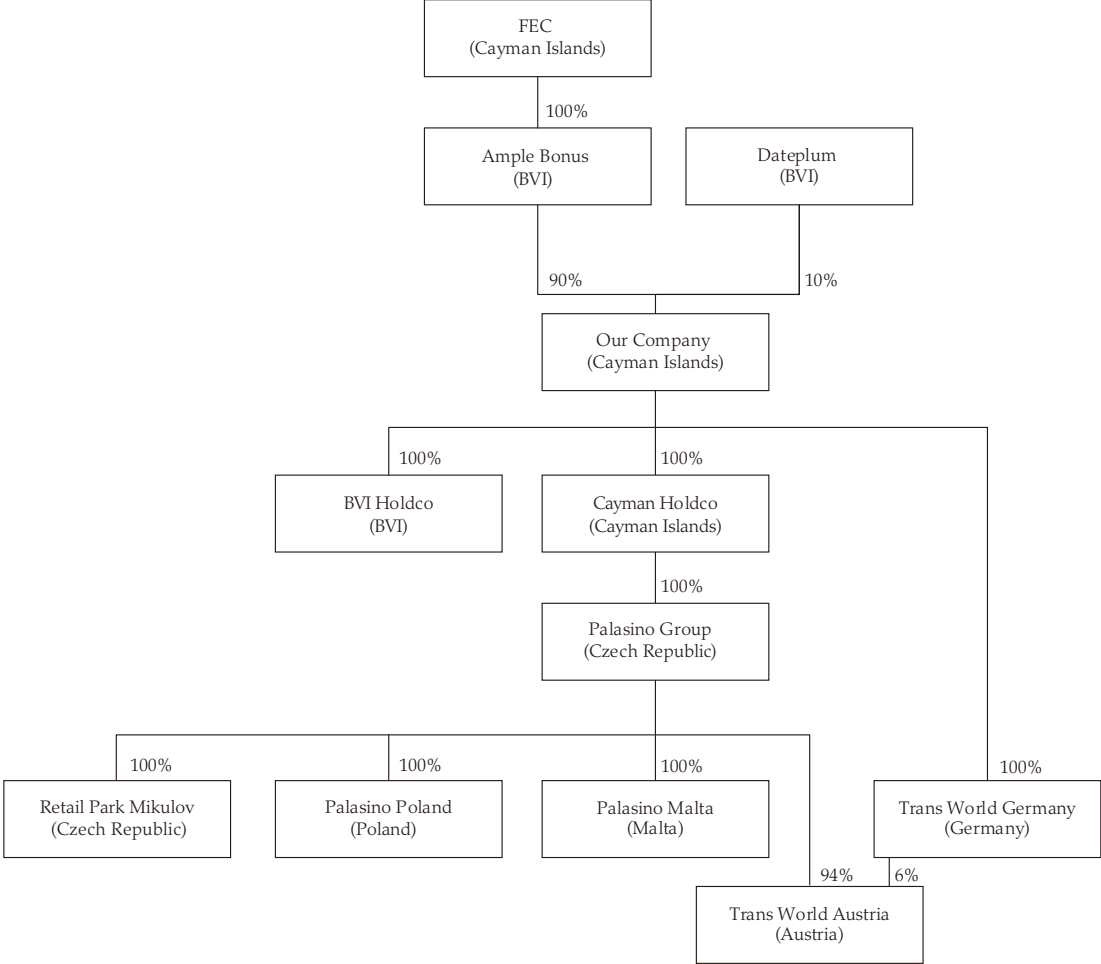 FEC
(Cayman Islands)
100%
Ample Bonus
(BVI)
Dateplum
(BVI)
90%
10%
Our Company
(Cayman Islands)
100%
100%
BVI Holdco
(BVI)
Cayman Holdco
(Cayman Islands)
100%
Palasino Group
(Czech Republic)
100%
100%
100%
100%
Retail Park Mikulov
(Czech Republic)
Palasino Poland
(Poland)
Palasino Malta
(Malta)
Trans World Germany
(Germany)
94%
6%
Trans World Austria
(Austria)